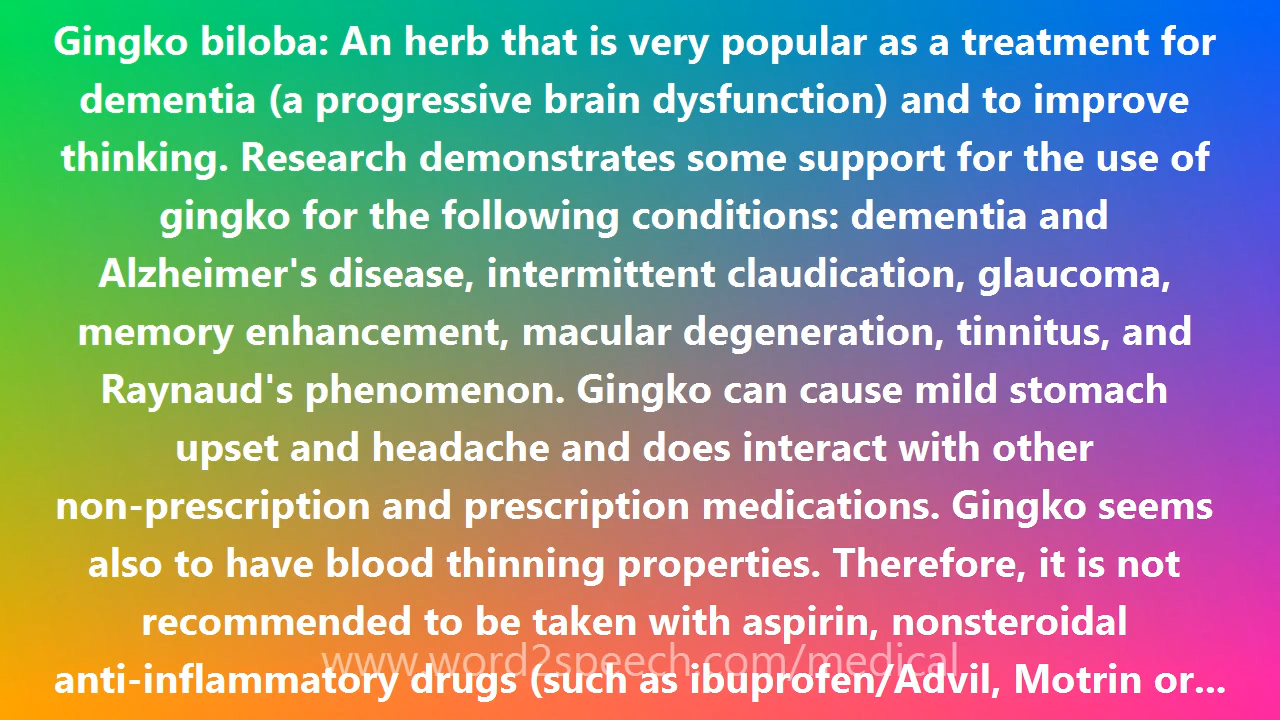 Gingko biloba: An herb that is very popular as a treatment for
dementia (a progressive brain dysfunction) and to improve
thinking. Research demonstrates some support for the use of
gingko for the following conditions: dementia and
Alzheimer's disease, intermittent claudication, glaucoma,
memory enhancement, macular degeneration, tinnitus, and
Raynaud's phenomenon. Gingko can cause mild stomach
upset and headache and does interact with other
non-prescription and prescription medications. Gingko seems
also to have blood thinning properties. Therefore, it is not
recommended to be taken with aspirin, nonsteroidal
www.word2speech.com/medical
anti-inflammatory drugs (such as ibuprofen/Advil, Motrin or...